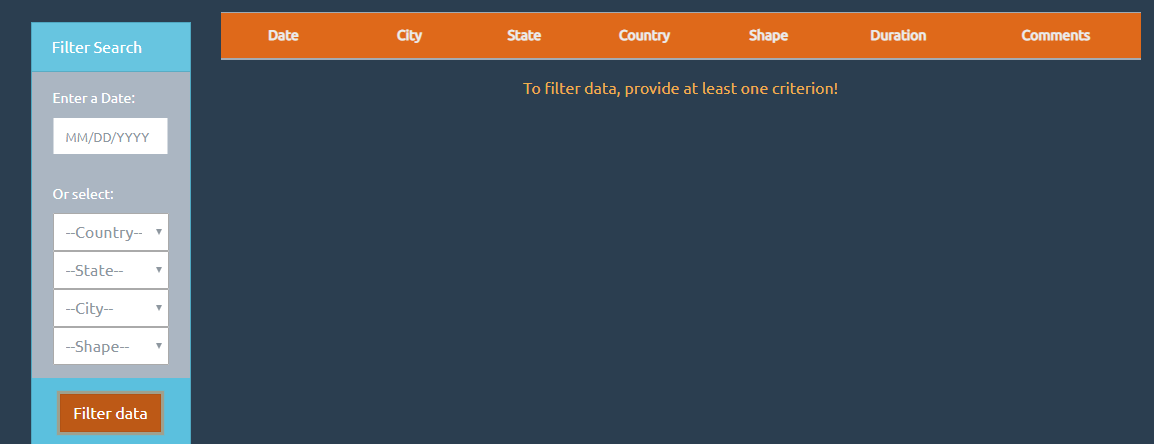 Filter Search
Enter a Date:
MM/DD/YYYY
Or select:
--Country--
--State--
--City--
--Shape--
Filter data
Date City State Country Shape Duration Comments
To filter data, provide at least one criterion!